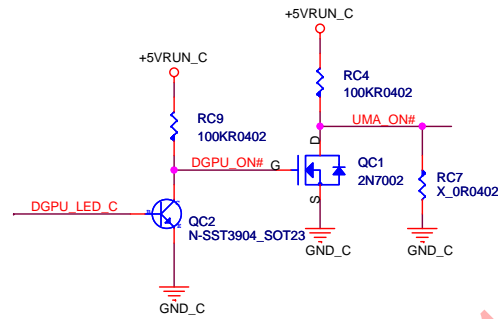 +5VRUN_C
+5VRUN_C
RC4
100KR0402
RC9
100KR0402
UMA_ON#
D
DGPU_ON#
G
QC1
2N7002
RC7
X_0R0402
S
DGPU_LED_C
B
C
E
QC2
N-SST3904_SOT23
GND_C
GND_C
GND_C